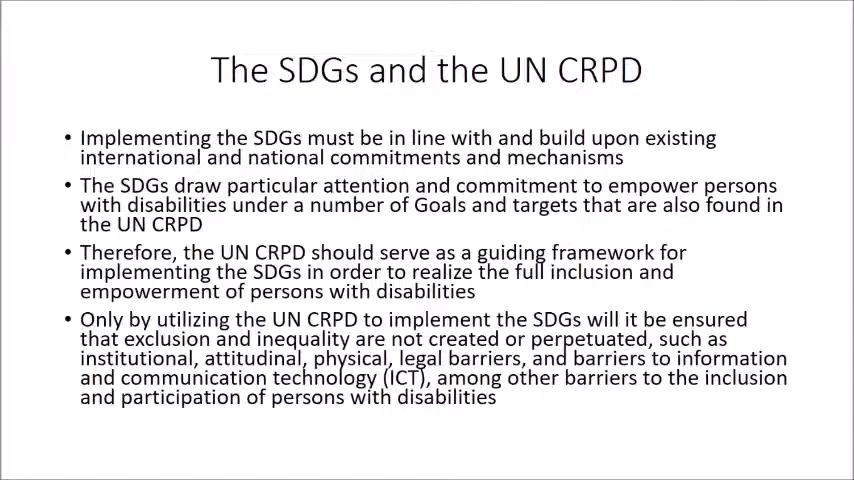 The SDGs and the UN CRPD
• Implementing the SDGs must be in line with and build upon existing
international and national commitments and mechanisms
• The SDGs draw particular attention and commitment to empower persons
with disabilities under a number of Goals and targets that are also found in
the UN CRPD
• Therefore, the UN CRPD should serve as a guiding framework for
implementing the SDGs in order to realize the full inclusion and
empowerment of persons with disabilities
• Only by utilizing the UN CRPD to implement the SDGs will it be ensured
that exclusion and inequality are not created or perpetuated, such as
institutional, attitudinal, physical, legal barriers, and barriers to information
and communication technology (ICT), among other barriers to the inclusion
and participation of persons with disabilities